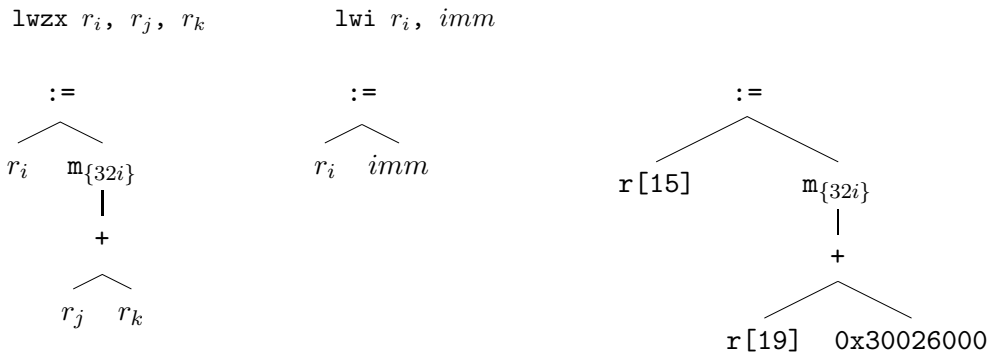 lwzx r_i, r_j, r_k lwi r_i, imm
:= := :=
r_i m_{32i} r_i imm r[15] m_{32i}
+ +
r_j r_k r[19] 0x30026000